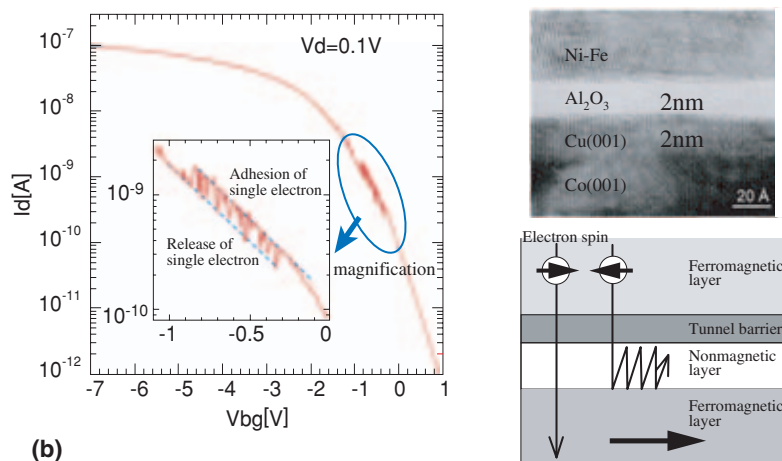 10-7
10-8
10-9
10-10
10-11
10-12
Id[A]
Vd=0.1V
10-9
10-10
Adhesion of
single electron
Release of
single electron
-1
-0.5
0
magnification
-7
-6
-5
-4
-3
-2
-1
0
1
Vbg[V]
(b)
Ni-Fe
Al2O3
2nm
Cu(001)
2nm
Co(001)
20 Å
Electron spin
Ferromagnetic
layer
Tunnel barrier
Nonmagnetic
layer
Ferromagnetic
layer